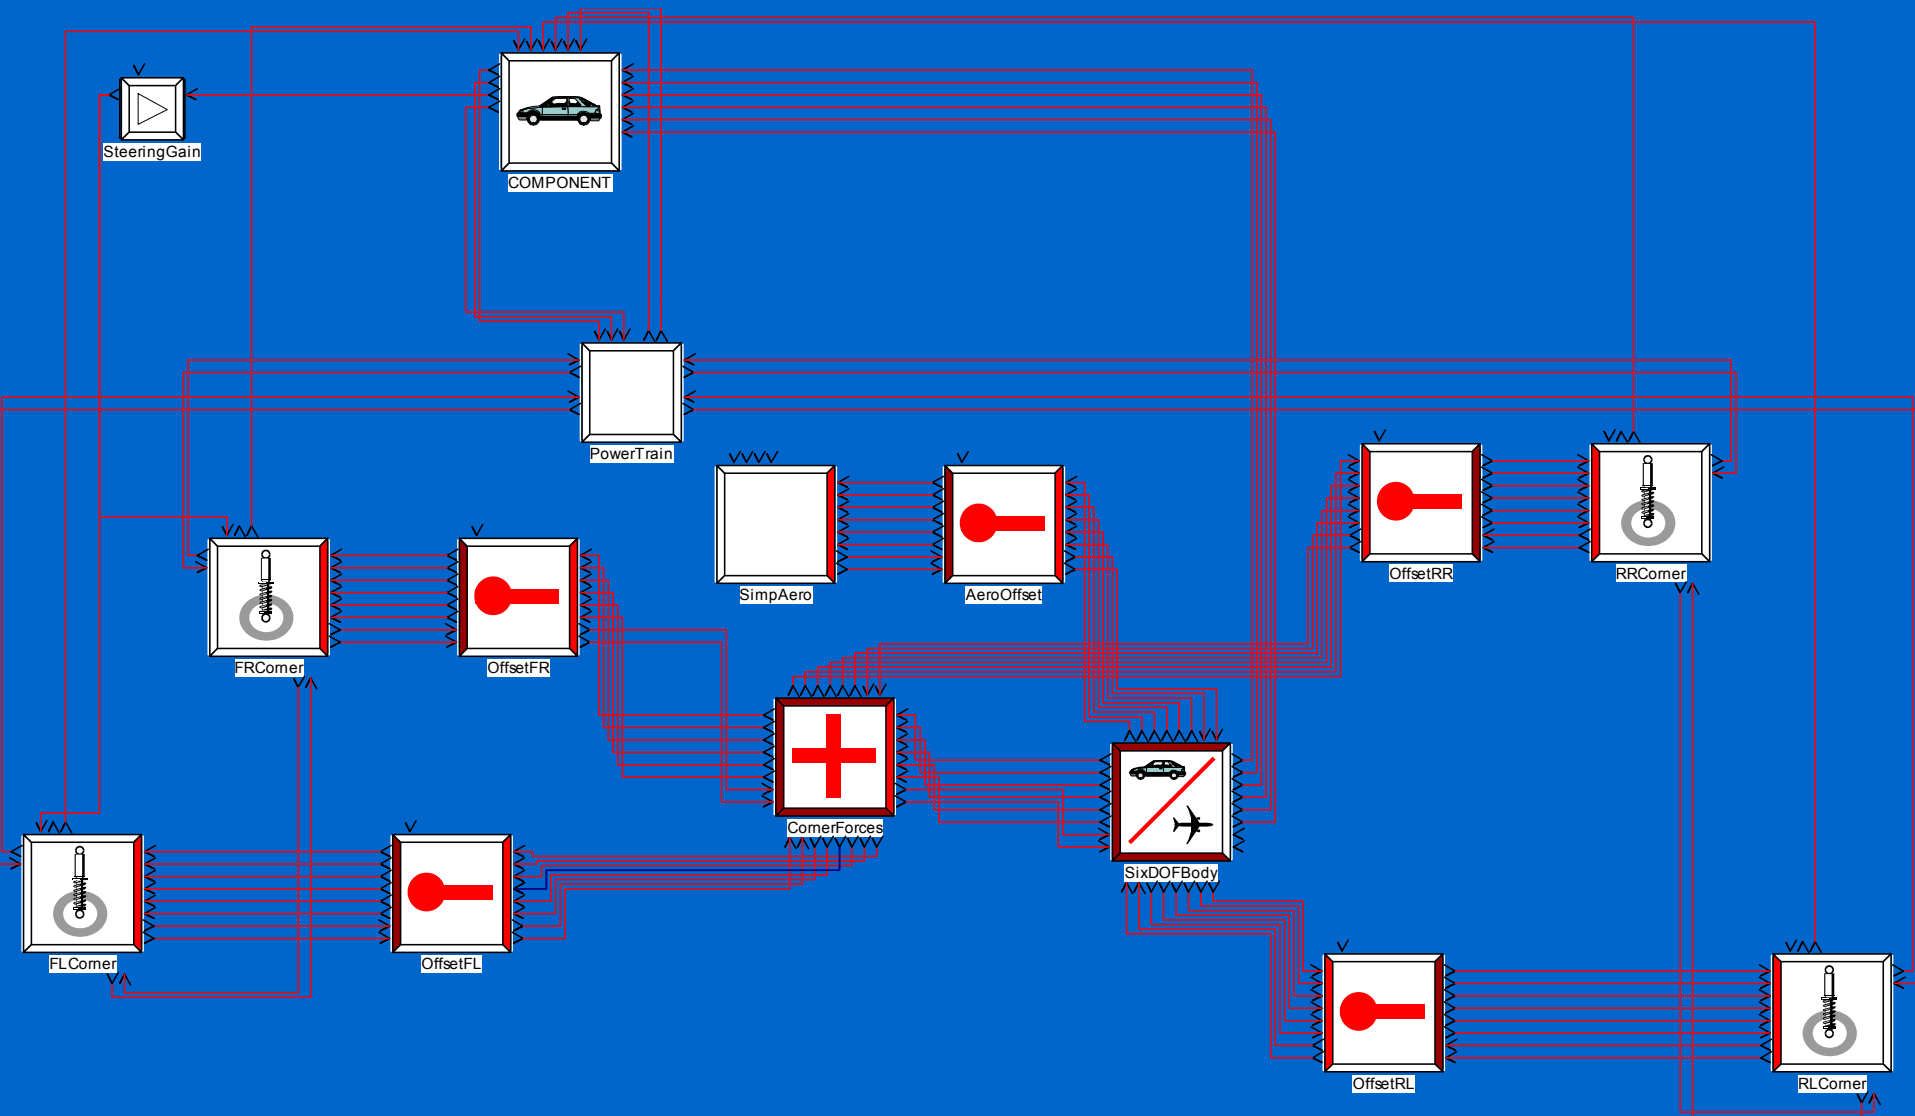 SteeringGain
COMPONENT
PowerTrain
OffsetRR
RRCorner
SimpAero
AeroOffset
FRCorner
OffsetFR
CornerForces
SixDOFBody
FLCorner
OffsetFL
OffsetRL
RLCorner